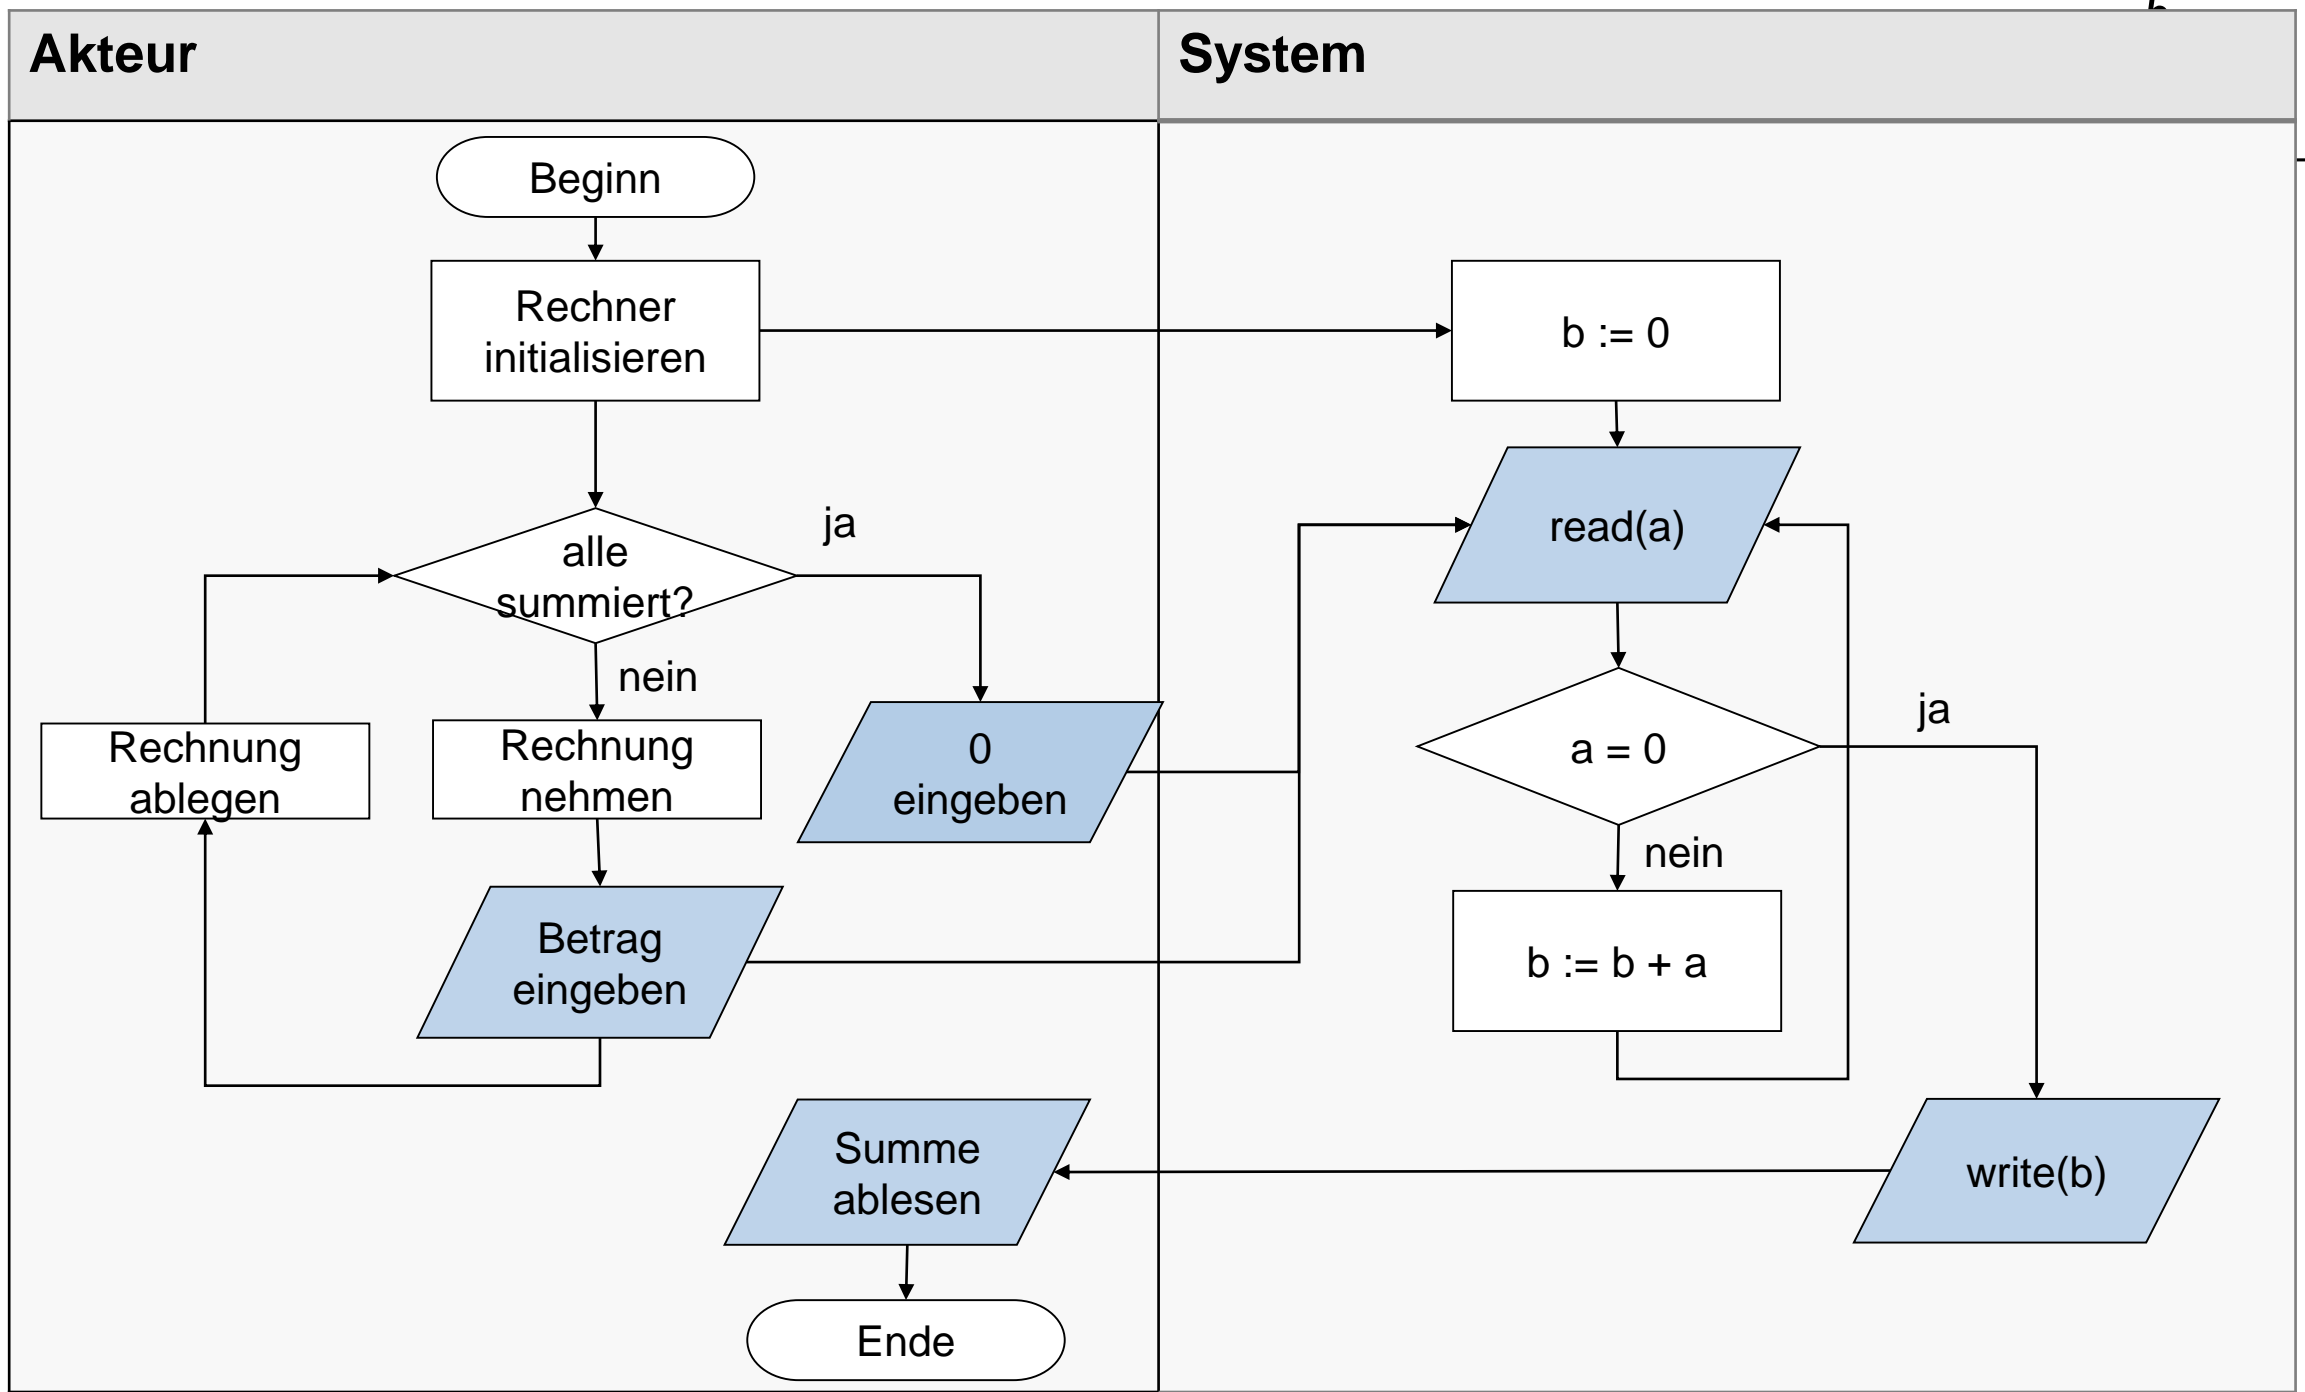 Akteur
System
Beginn
Rechner
initialisieren
b := 0
alle
summiert?
ja
nein
read(a)
Rechnung
ablegen
Rechnung
nehmen
0
eingeben
a = 0
ja
nein
Betrag
eingeben
b := b + a
Summe
ablesen
write(b)
Ende